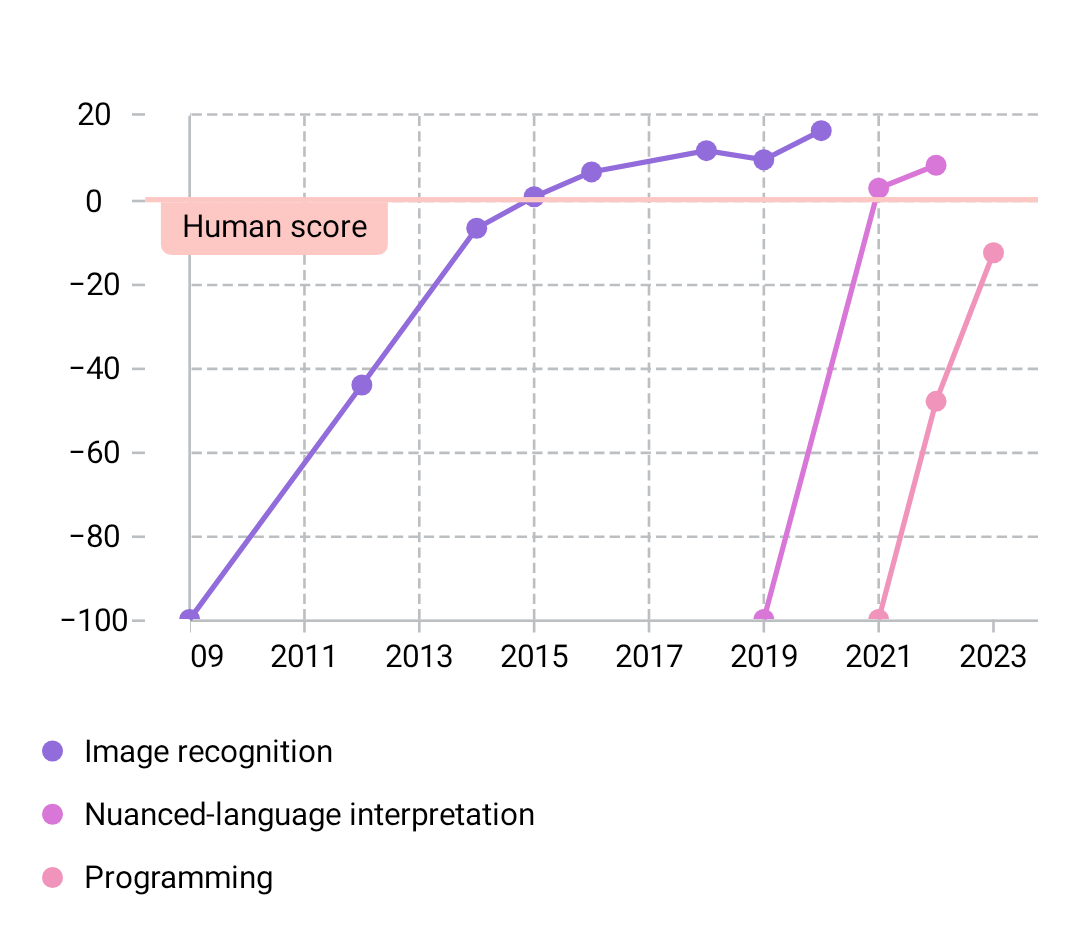 20
0
Human score
−20
−40
−60
−80
−100
09 2011 2013 2015 2017 2019 2021 2023
Image recognition
Nuanced-language interpretation
Programming